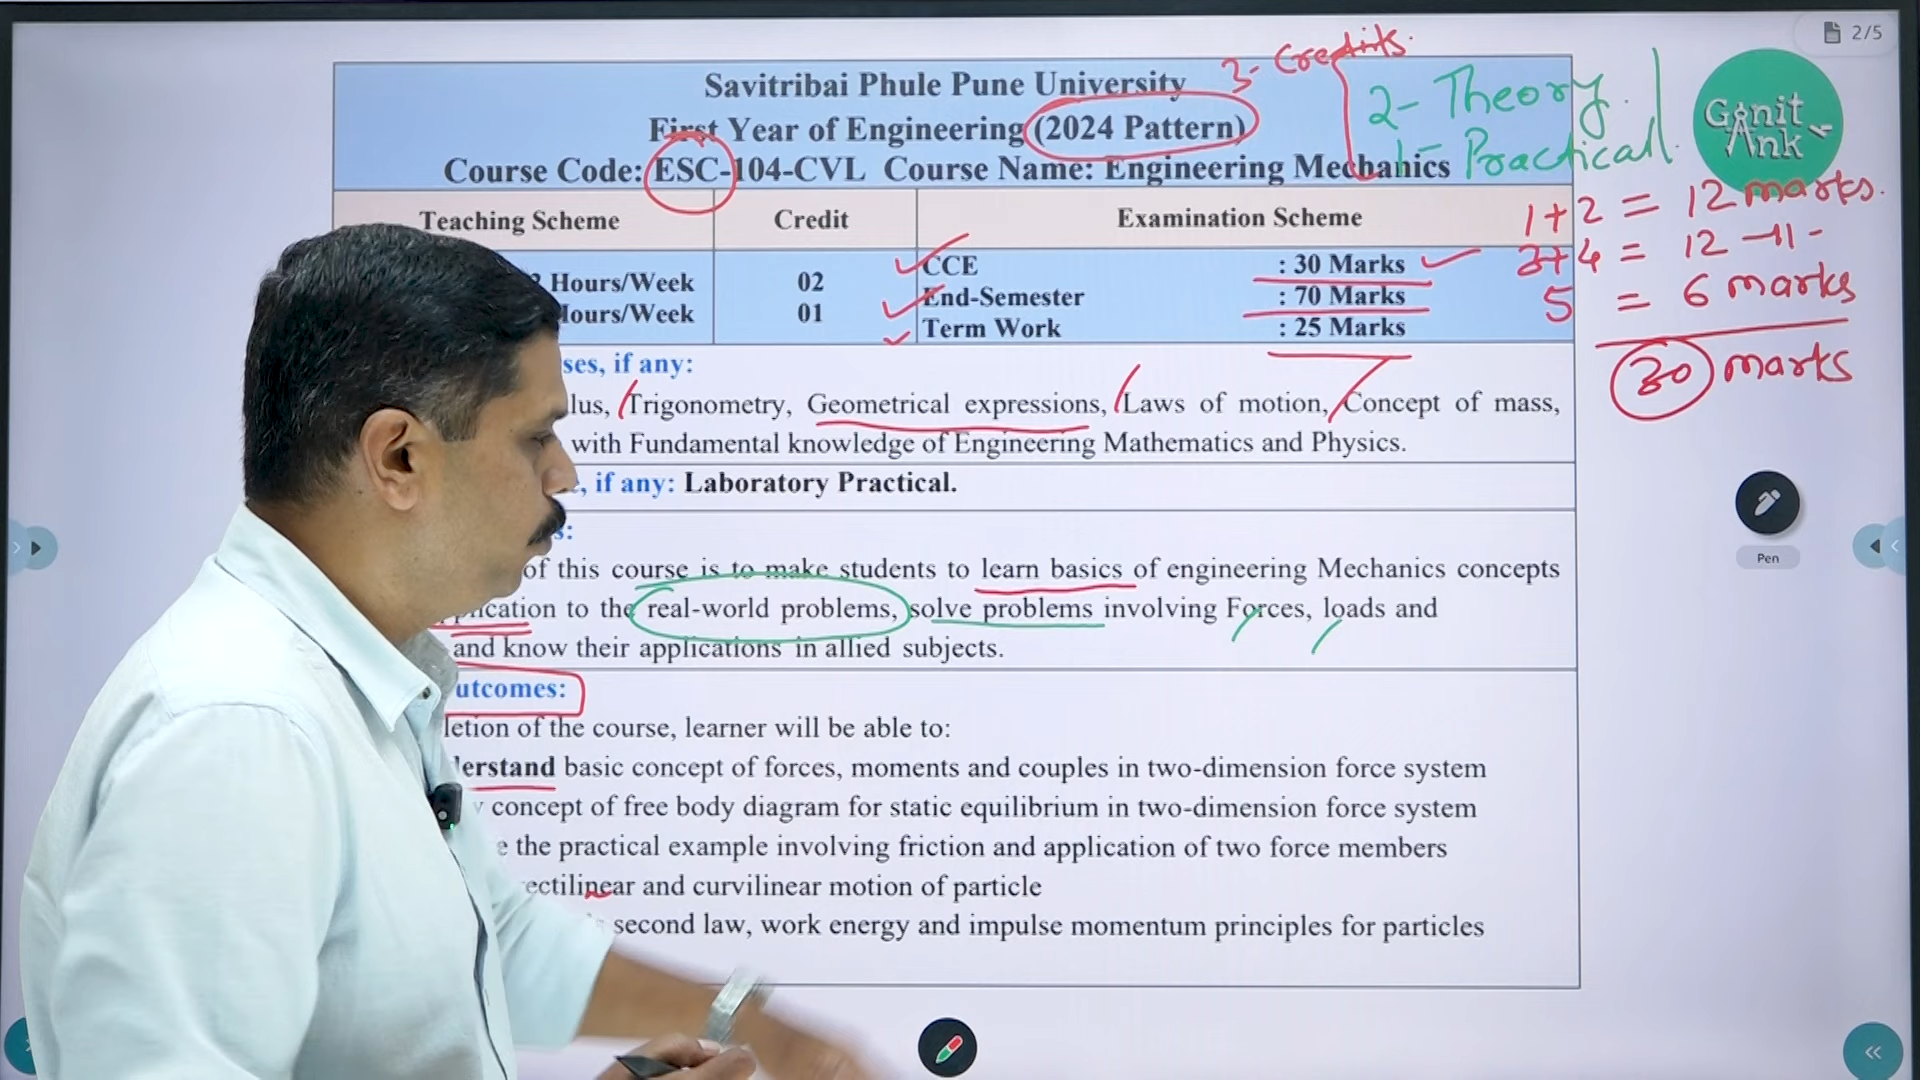 2/5
Savitribai Phule Pune University
First Year of Engineering (2024 Pattern)
Course Code: ESC-104-CVL Course Name: Engineering Mechanics
3- Credits.
2- Theory.
1- Practical.
Ganit
Ank
Teaching Scheme
Credit
Examination Scheme
Hours/Week
02
CCE
: 30 Marks
End-Semester
: 70 Marks
Hours/Week
01
Term Work
: 25 Marks
1+2 = 12 marks.
3+4 = 12 -11-
5 = 6 marks
30 marks
ses, if any:
lus, Trigonometry, Geometrical expressions, Laws of motion, Concept of mass,
with Fundamental knowledge of Engineering Mathematics and Physics.
, if any: Laboratory Practical.
s:
of this course is to make students to learn basics of engineering Mechanics concepts
plication to the real-world problems, solve problems involving Forces, loads and
and know their applications in allied subjects.
utcomes:
letion of the course, learner will be able to:
derstand basic concept of forces, moments and couples in two-dimension force system
y concept of free body diagram for static equilibrium in two-dimension force system
e the practical example involving friction and application of two force members
ectilinear and curvilinear motion of particle
second law, work energy and impulse momentum principles for particles
Pen